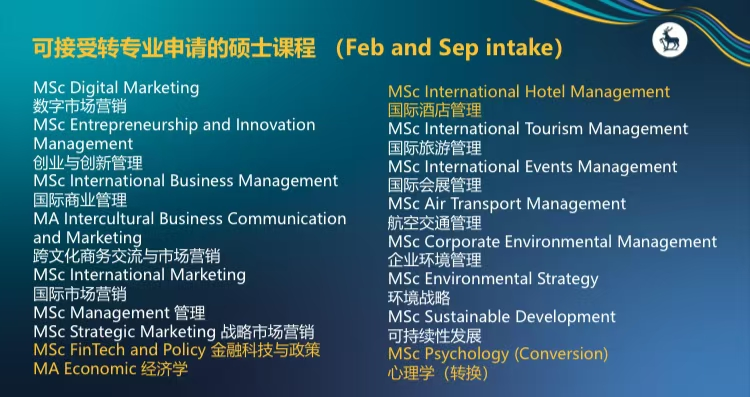 可接受转专业申请的硕士课程 （Feb and Sep intake）
MSc Digital Marketing
数字市场营销
MSc Entrepreneurship and Innovation
Management
创业与创新管理
MSc International Business Management
国际商业管理
MA Intercultural Business Communication
and Marketing
跨文化商务交流与市场营销
MSc International Marketing
国际市场营销
MSc Management 管理
MSc Strategic Marketing 战略市场营销
MSc FinTech and Policy 金融科技与政策
MA Economic 经济学
MSc International Hotel Management
国际酒店管理
MSc International Tourism Management
国际旅游管理
MSc International Events Management
国际会展管理
MSc Air Transport Management
航空交通管理
MSc Corporate Environmental Management
企业环境管理
MSc Environmental Strategy
环境战略
MSc Sustainable Development
可持续性发展
MSc Psychology (Conversion)
心理学（转换）